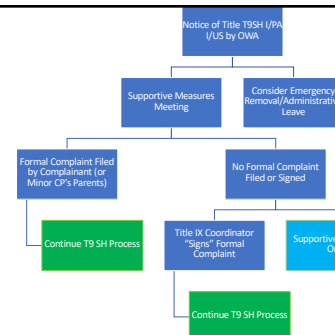 Notice of Title T9SH I/PA
I/US by OWA
Supportive Measures
Meeting
Consider Emergency
Removal/Administrative
Leave
Formal Complaint Filed
by Complainant (or
Minor CP's Parents)
No Formal Complaint
Filed or Signed
Continue T9 SH Process
Title IX Coordinator
"Signs" Formal
Complaint
Supportive
Continue T9 SH Process